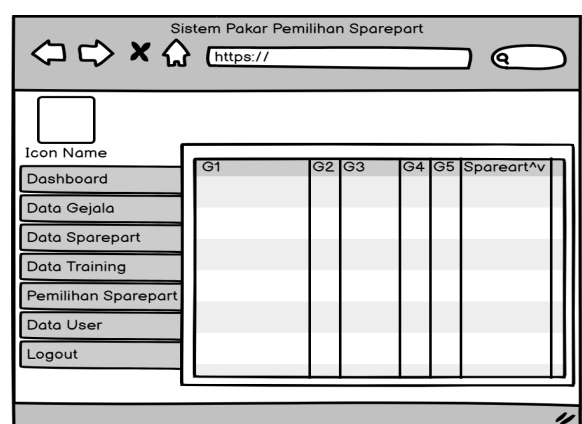 Sistem Pakar Pemilihan Sparepart
https://
Icon Name
Dashboard
Data Gejala
Data Sparepart
Data Training
Pemilihan Sparepart
Data User
Logout
G1 G2 G3 G4 G5 Spareart^v